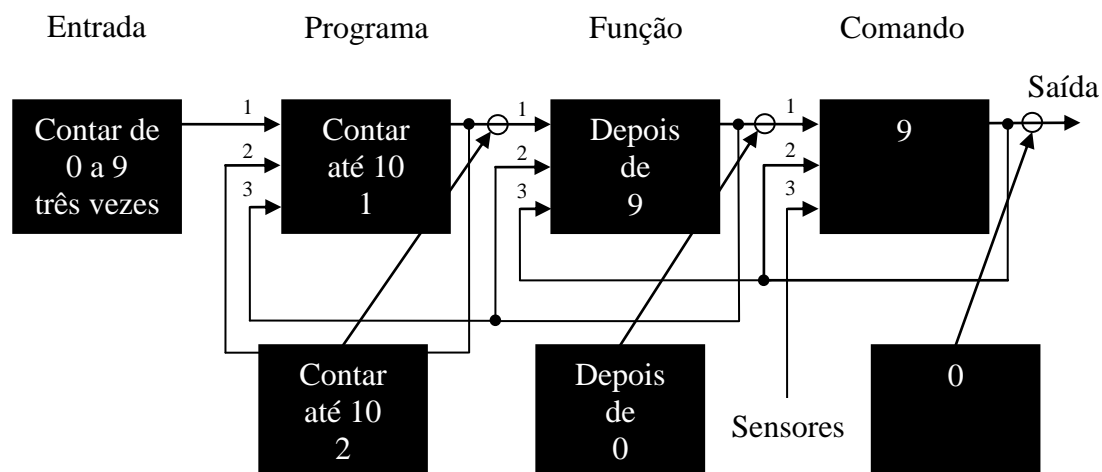 Entrada
Programa
Função
Comando
Saída
Contar de
0 a 9
três vezes
1
2
3
Contar
até 10
1
1
2
3
Depois
de
9
1
2
3
9
Contar
até 10
2
Depois
de
0
Sensores
0